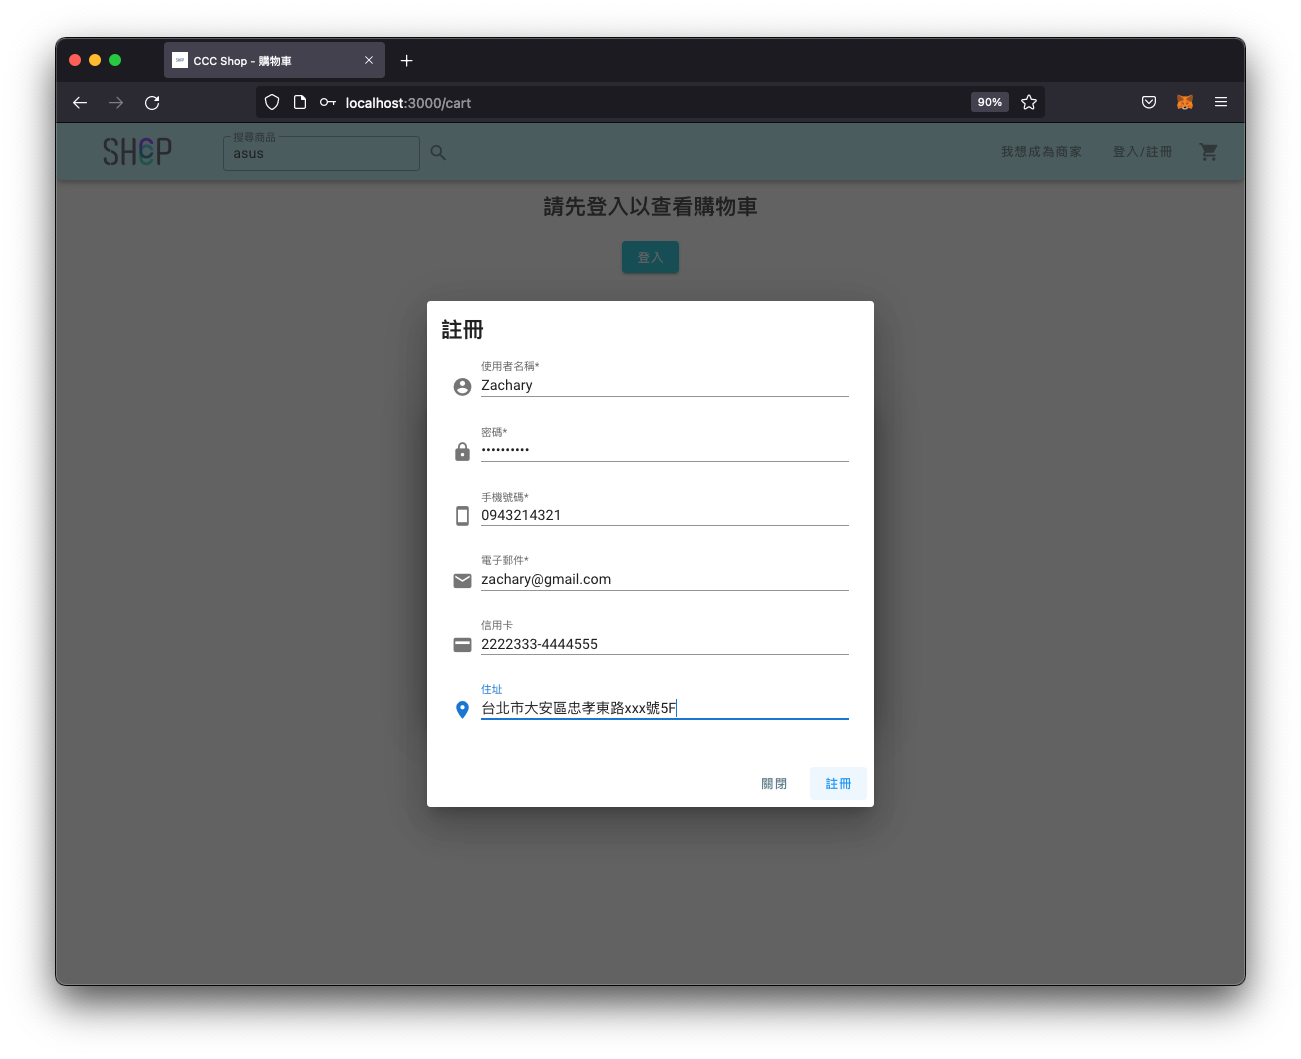 CCC Shop - 購物車
localhost:3000/cart
90%
SHCP
搜尋商品
asus
我想成為商家
登入/註冊
請先登入以查看購物車
登入
註冊
使用者名稱*
Zachary
密碼*
••••••••••
手機號碼*
0943214321
電子郵件*
zachary@gmail.com
信用卡
2222333-4444555
住址
台北市大安區忠孝東路xxx號5F
關閉
註冊